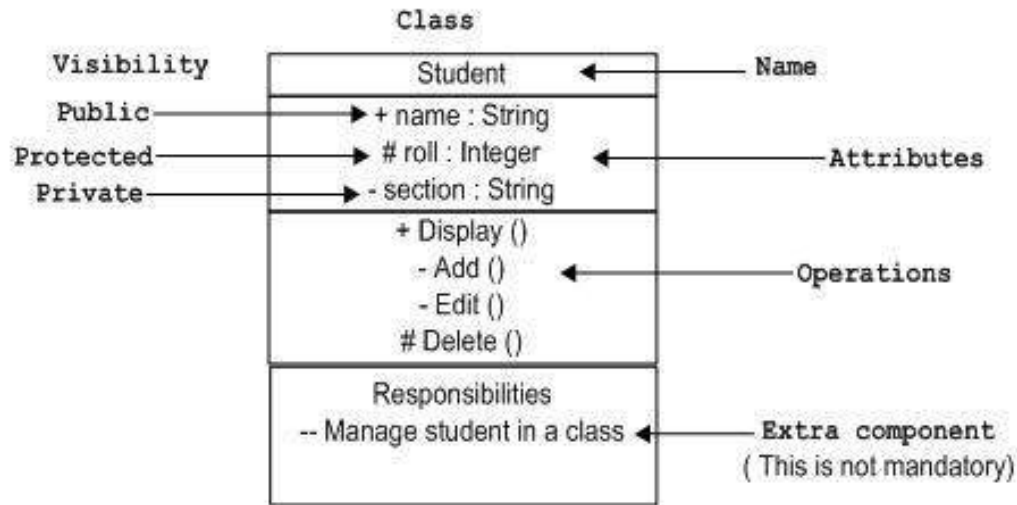 Class
Visibility
Student
Name
Public
+ name : String
Protected
# roll : Integer
Attributes
Private
- section : String
+ Display ()
- Add ()
Operations
- Edit ()
# Delete ()
Responsibilities
-- Manage student in a class
Extra component
( This is not mandatory)